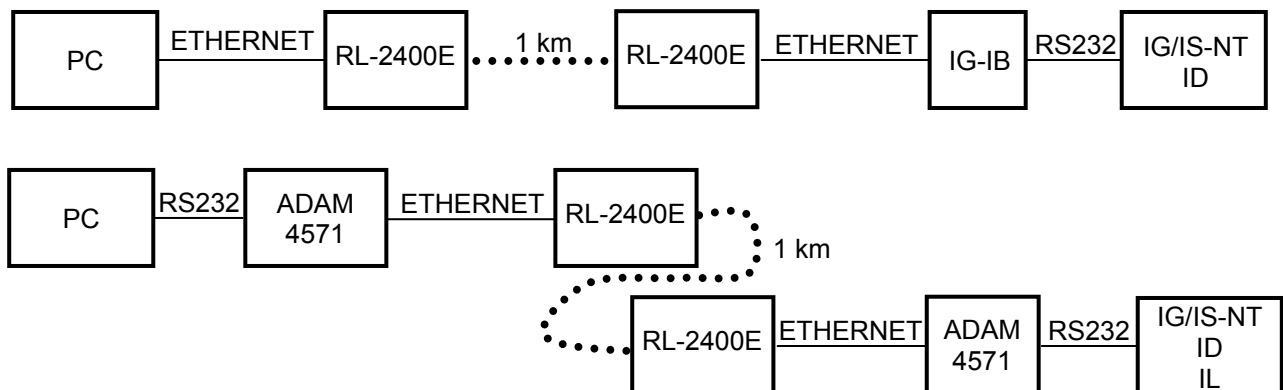 PC ETHERNET RL-2400E 1 km RL-2400E ETHERNET IG-IB RS232 IG/IS-NT
ID
PC RS232 ADAM ETHERNET RL-2400E
4571
1 km
RL-2400E ETHERNET ADAM RS232 IG/IS-NT
4571 ID
IL